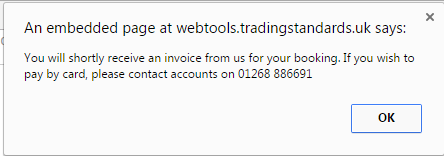 An embedded page at webtools.tradingstandards.uk says:
You will shortly receive an invoice from us for your booking. If you wish to
pay by card, please contact accounts on 01268 886691
OK